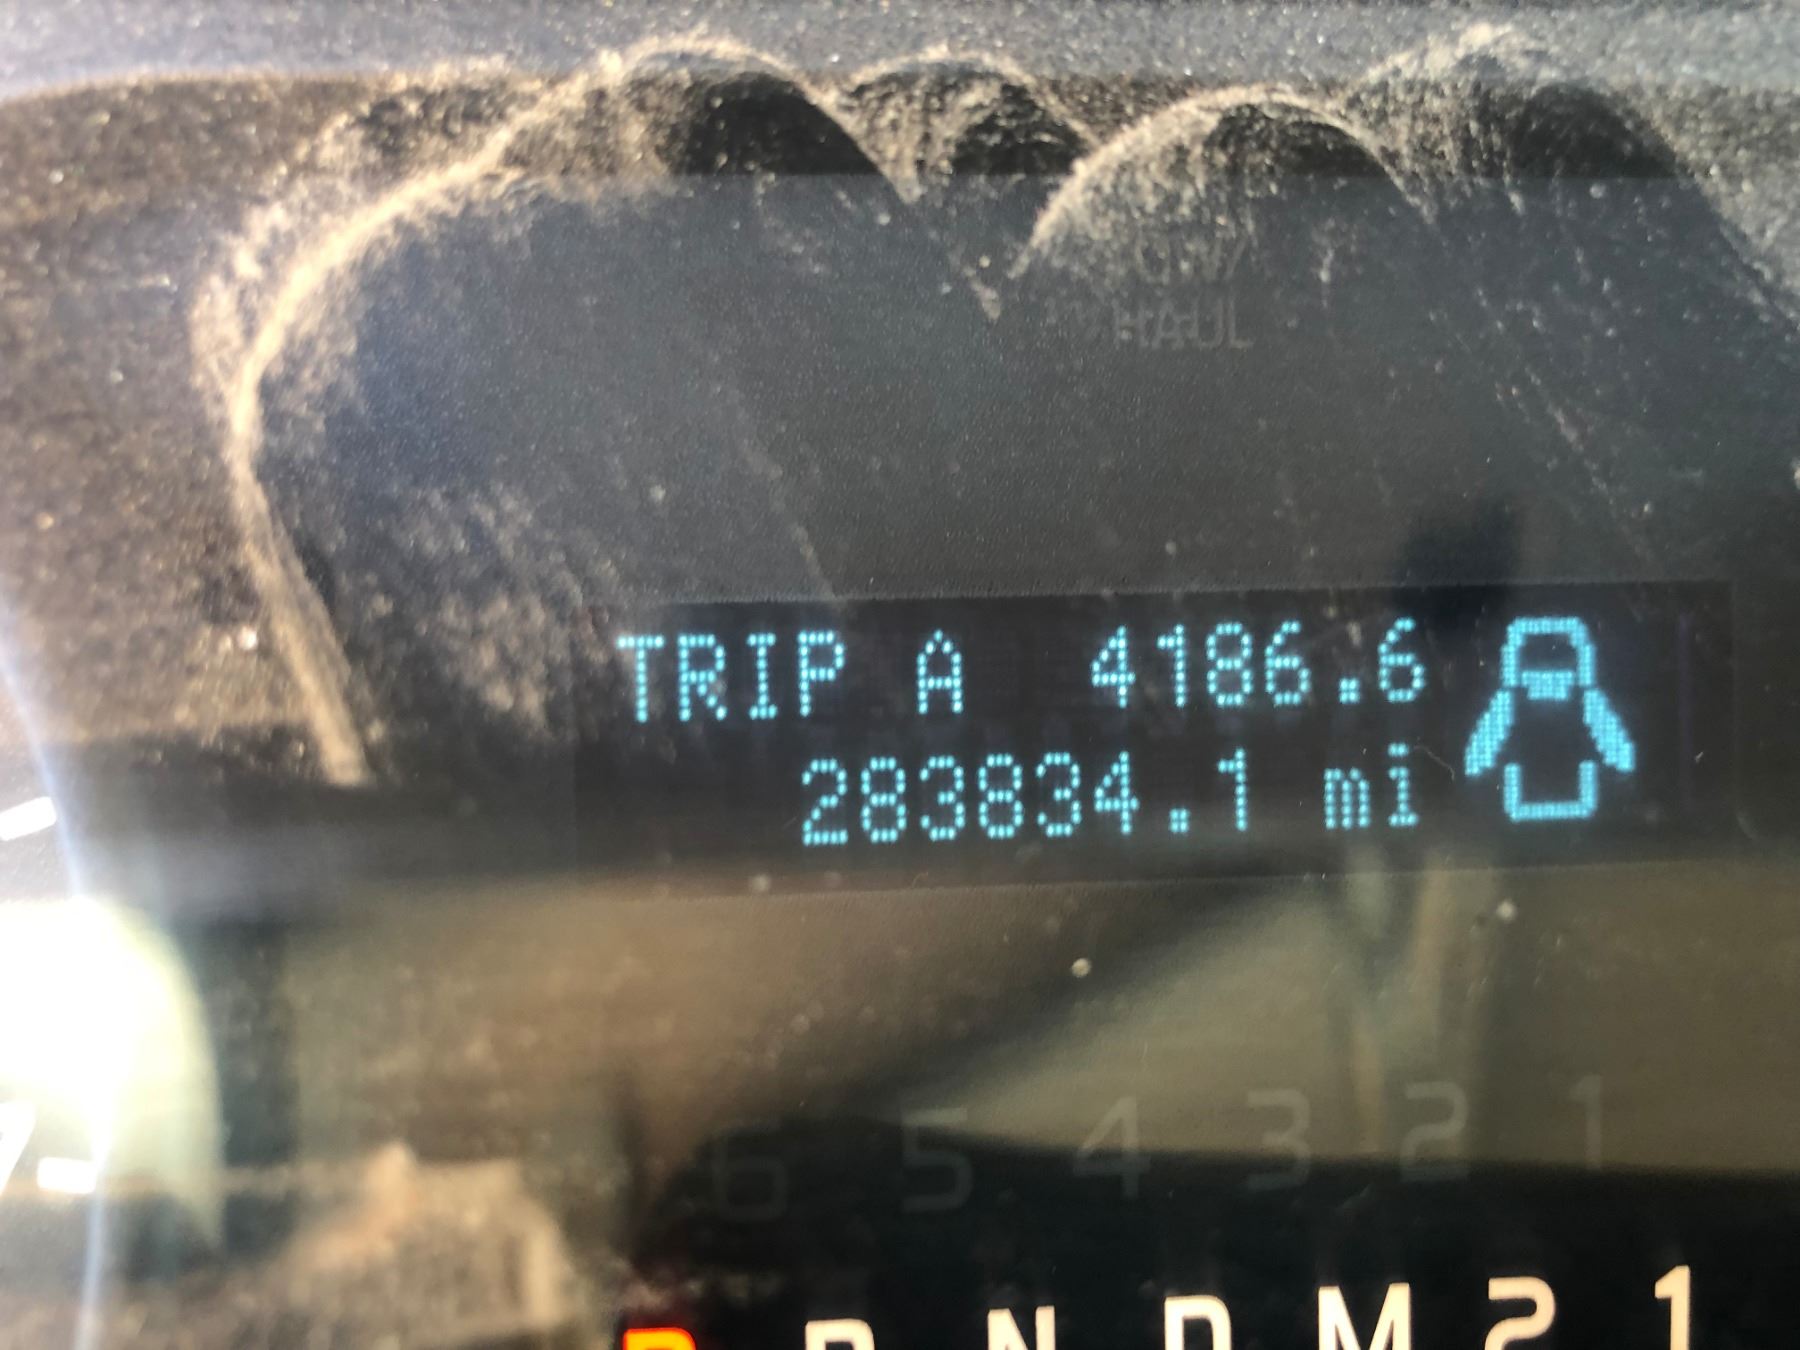 TOW
HAUL
TRIP A 4186.6
283834.1 mi
6 5 4 3 2 1
P R N D M 2 1